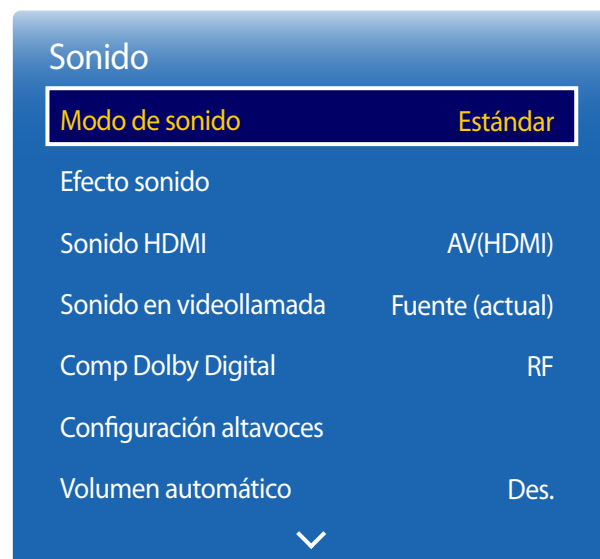 Sonido
Modo de sonido Estándar
Efecto sonido
Sonido HDMI AV(HDMI)
Sonido en videollamada Fuente (actual)
Comp Dolby Digital RF
Configuración altavoces
Volumen automático Des.